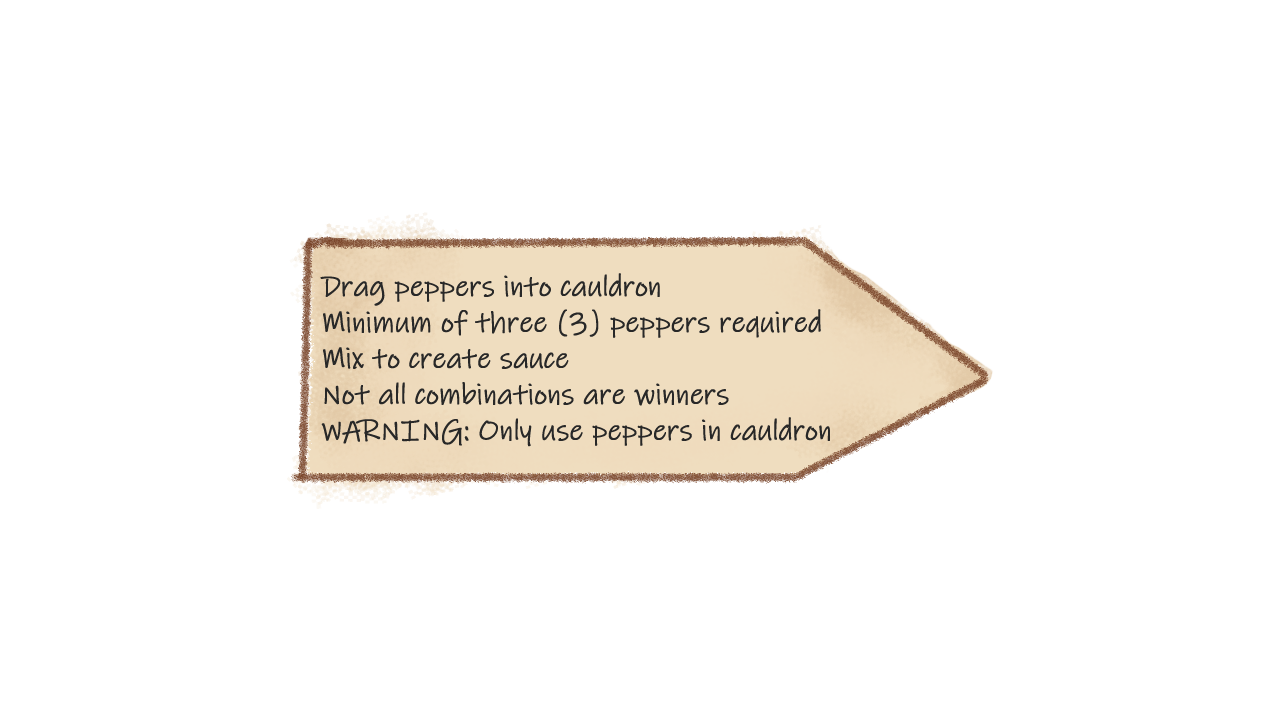 Drag peppers into cauldron
Minimum of three (3) peppers required
Mix to create sauce
Not all combinations are winners
WARNING: Only use peppers in cauldron